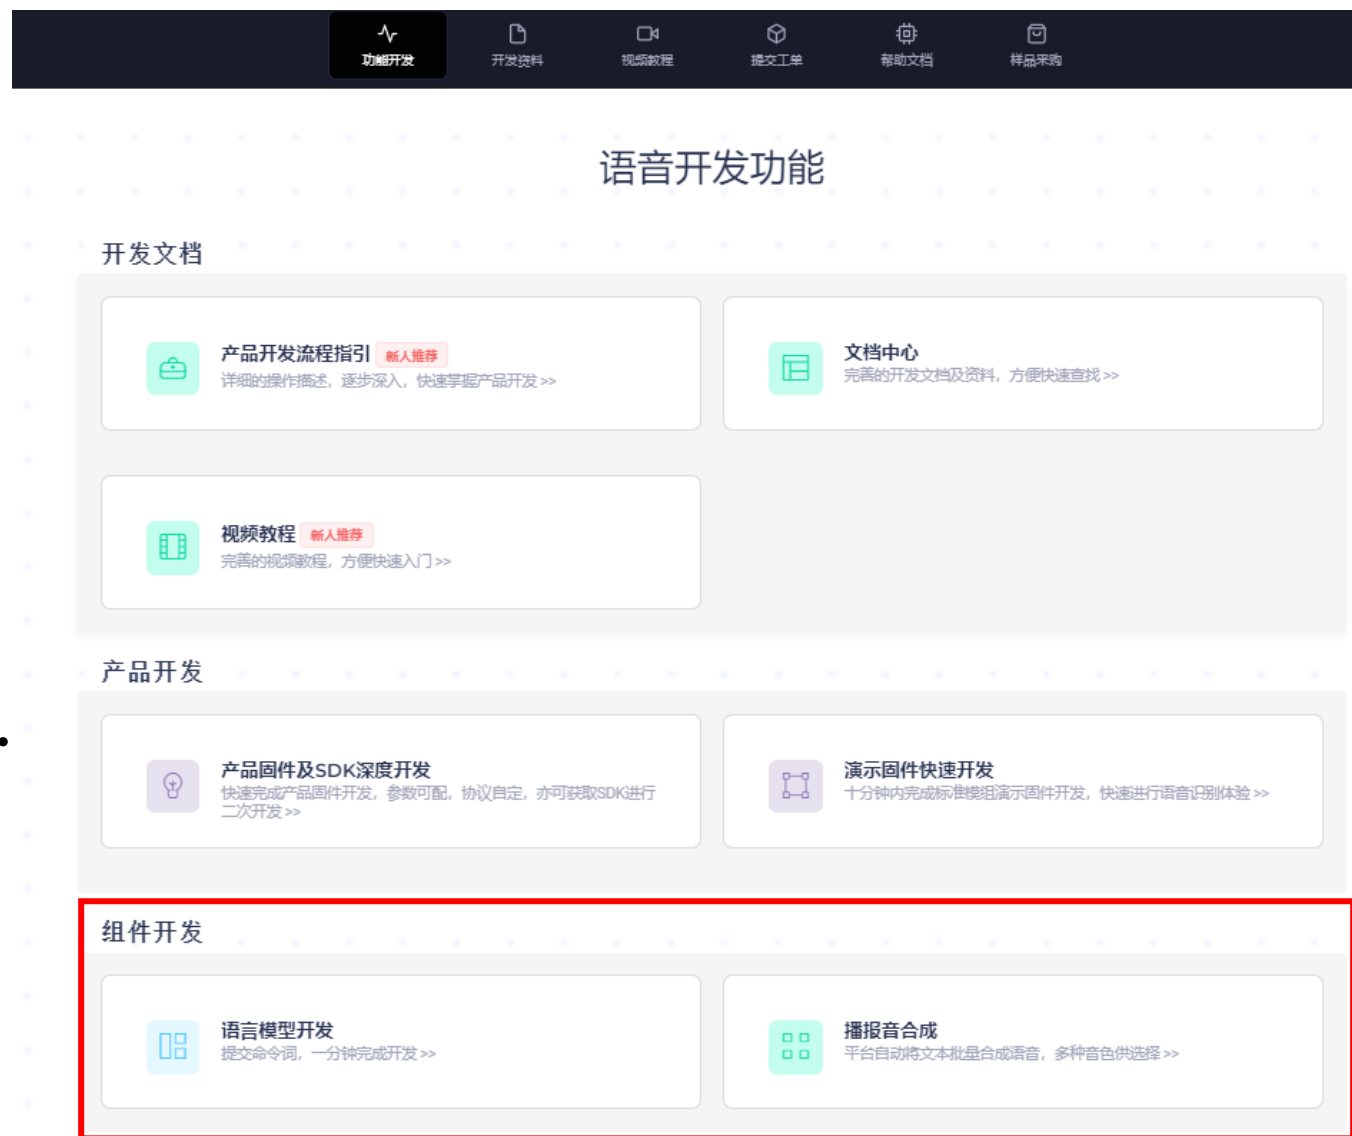 功能开发
开发资料
视频教程
提交工单
帮助文档
样品采购
语音开发功能
开发文档
产品开发流程指引 新人推荐
详细的操作描述，逐步深入，快速掌握产品开发 >>
文档中心
完善的开发文档及资料，方便快速查找 >>
视频教程 新人推荐
完善的视频教程，方便快速入门 >>
产品开发
产品固件及SDK深度开发
快速完成产品固件开发，参数可配，协议自定，亦可获取SDK进行
二次开发 >>
演示固件快速开发
十分钟内完成标准模组演示固件开发，快速进行语音识别体验 >>
组件开发
语言模型开发
提交命令词，一分钟完成开发 >>
播报音合成
平台自动将文本批量合成语音，多种音色供选择 >>